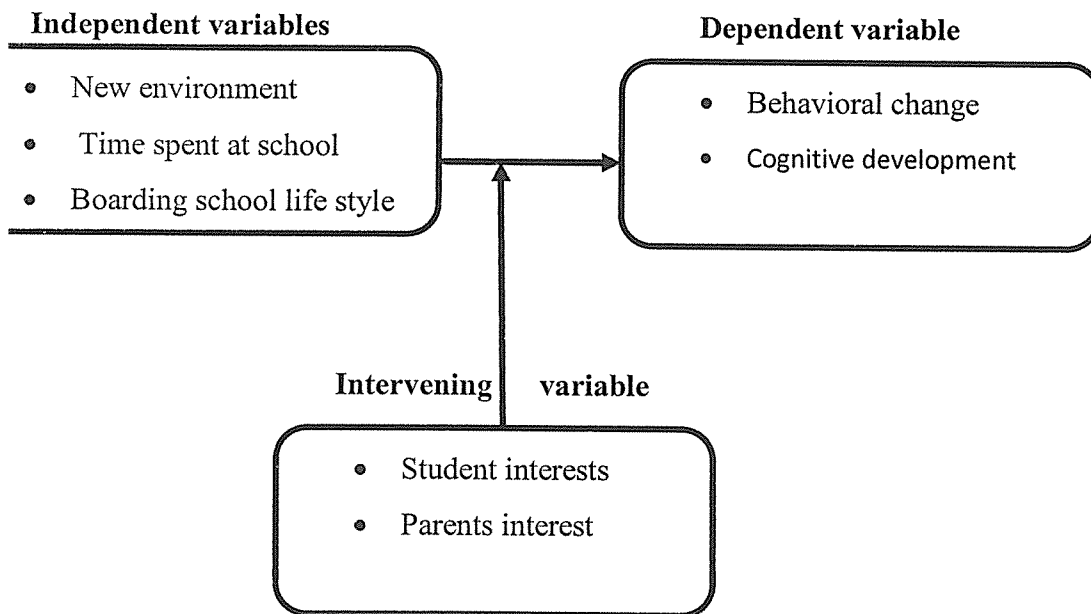 Independent variables
• New environment
• Time spent at school
• Boarding school life style
Dependent variable
• Behavioral change
• Cognitive development
Intervening variable
• Student interests
• Parents interest